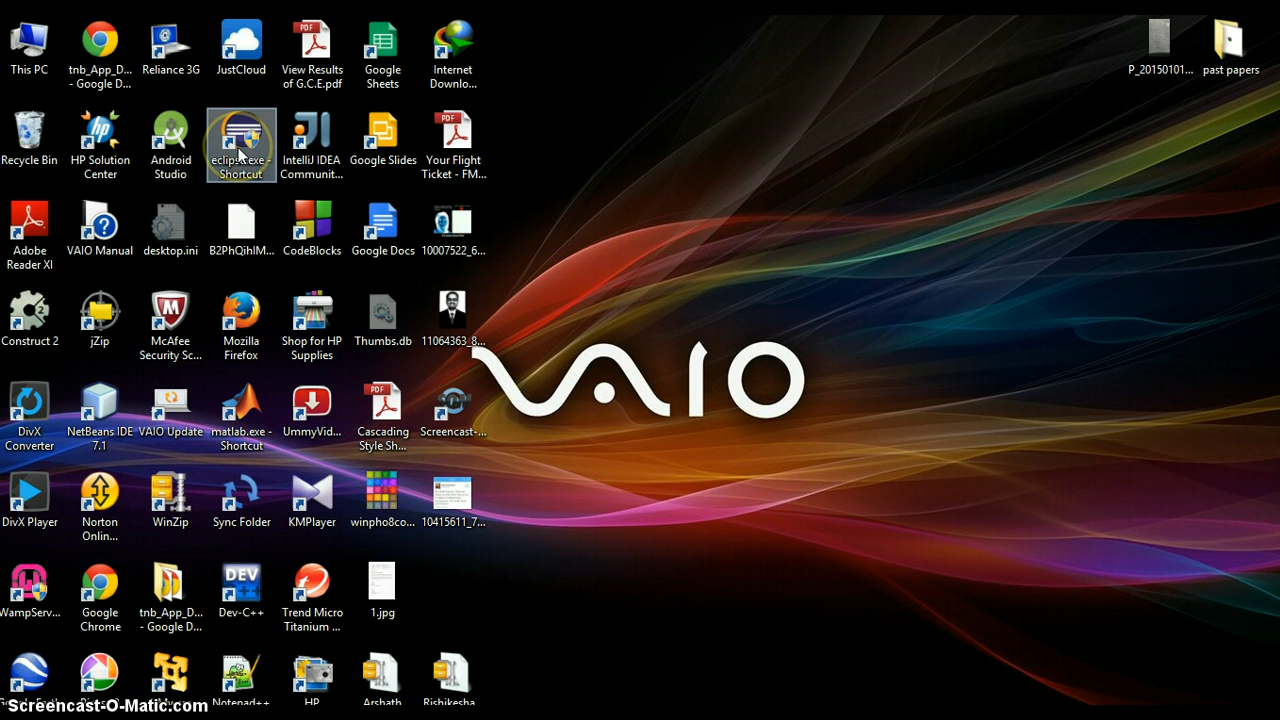 This PC
tnb_App_D...
- Google D...
Reliance 3G
JustCloud
View Results
of G.C.E.pdf
Google
Sheets
Internet
Downlo...
P_20150101...
past papers
Recycle Bin
HP Solution
Center
Android
Studio
Shortcut
IntelliJ IDEA
Communit...
Google Slides
Your Flight
Ticket - FM...
Adobe
Reader XI
VAIO Manual
desktop.ini
B2PhQihIM...
CodeBlocks
Google Docs
10007522_6...
Construct 2
jZip
McAfee
Security Sc...
Mozilla
Firefox
Shop for HP
Supplies
Thumbs.db
11064363_8...
VAIO
DivX
Converter
NetBeans IDE
7.1
VAIO Update
matlab.exe -
Shortcut
UmmyVid...
Cascading
Style Sh...
Screencast-...
DivX Player
Norton
Onlin...
WinZip
Sync Folder
KMPlayer
winpho8co...
10415611_7...
WampServ...
Google
Chrome
tnb_App_D...
- Google D...
DEV
Dev-C++
Trend Micro
Titanium ...
1.jpg
Notepad++
HP
Arshath
Rishikesha
Screencast-O-Matic.com